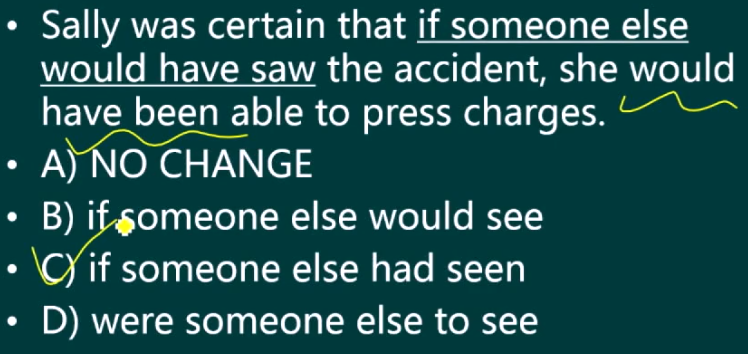 • Sally was certain that if someone else
would have saw the accident, she would
have been able to press charges.
• A) NO CHANGE
• B) if someone else would see
• C) if someone else had seen
• D) were someone else to see